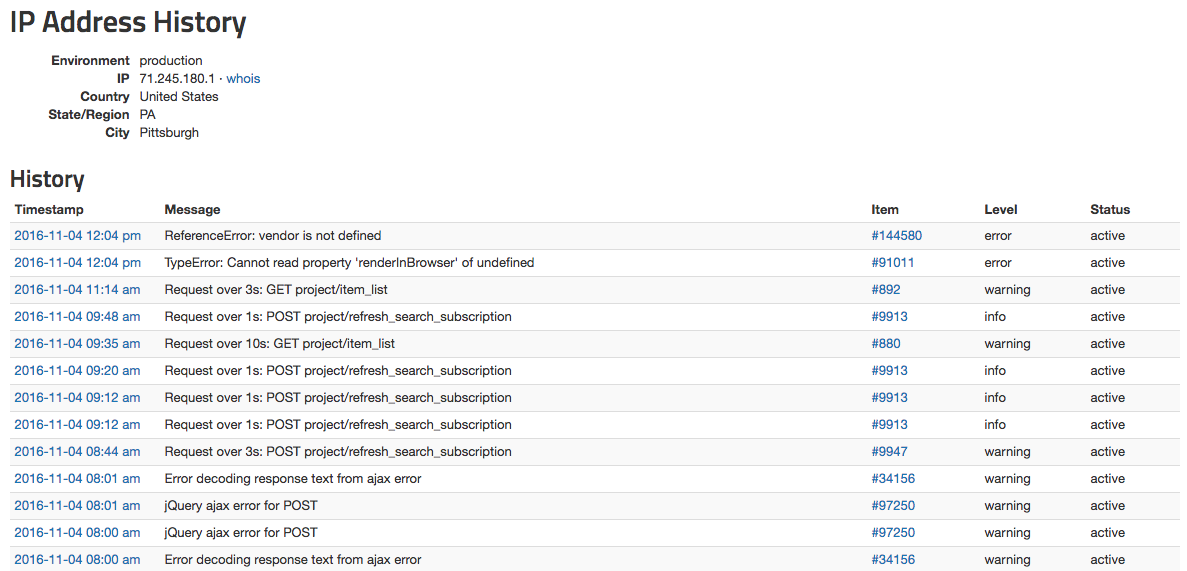 IP Address History
Environment production
IP 71.245.180.1 · whois
Country United States
State/Region PA
City Pittsburgh
History
Timestamp Message Item Level Status
2016-11-04 12:04 pm ReferenceError: vendor is not defined #144580 error active
2016-11-04 12:04 pm TypeError: Cannot read property 'renderInBrowser' of undefined #91011 error active
2016-11-04 11:14 am Request over 3s: GET project/item_list #892 warning active
2016-11-04 09:48 am Request over 1s: POST project/refresh_search_subscription #9913 info active
2016-11-04 09:35 am Request over 10s: GET project/item_list #880 warning active
2016-11-04 09:20 am Request over 1s: POST project/refresh_search_subscription #9913 info active
2016-11-04 09:12 am Request over 1s: POST project/refresh_search_subscription #9913 info active
2016-11-04 09:12 am Request over 1s: POST project/refresh_search_subscription #9913 info active
2016-11-04 08:44 am Request over 3s: POST project/refresh_search_subscription #9947 warning active
2016-11-04 08:01 am Error decoding response text from ajax error #34156 warning active
2016-11-04 08:01 am jQuery ajax error for POST #97250 warning active
2016-11-04 08:00 am jQuery ajax error for POST #97250 warning active
2016-11-04 08:00 am Error decoding response text from ajax error #34156 warning active